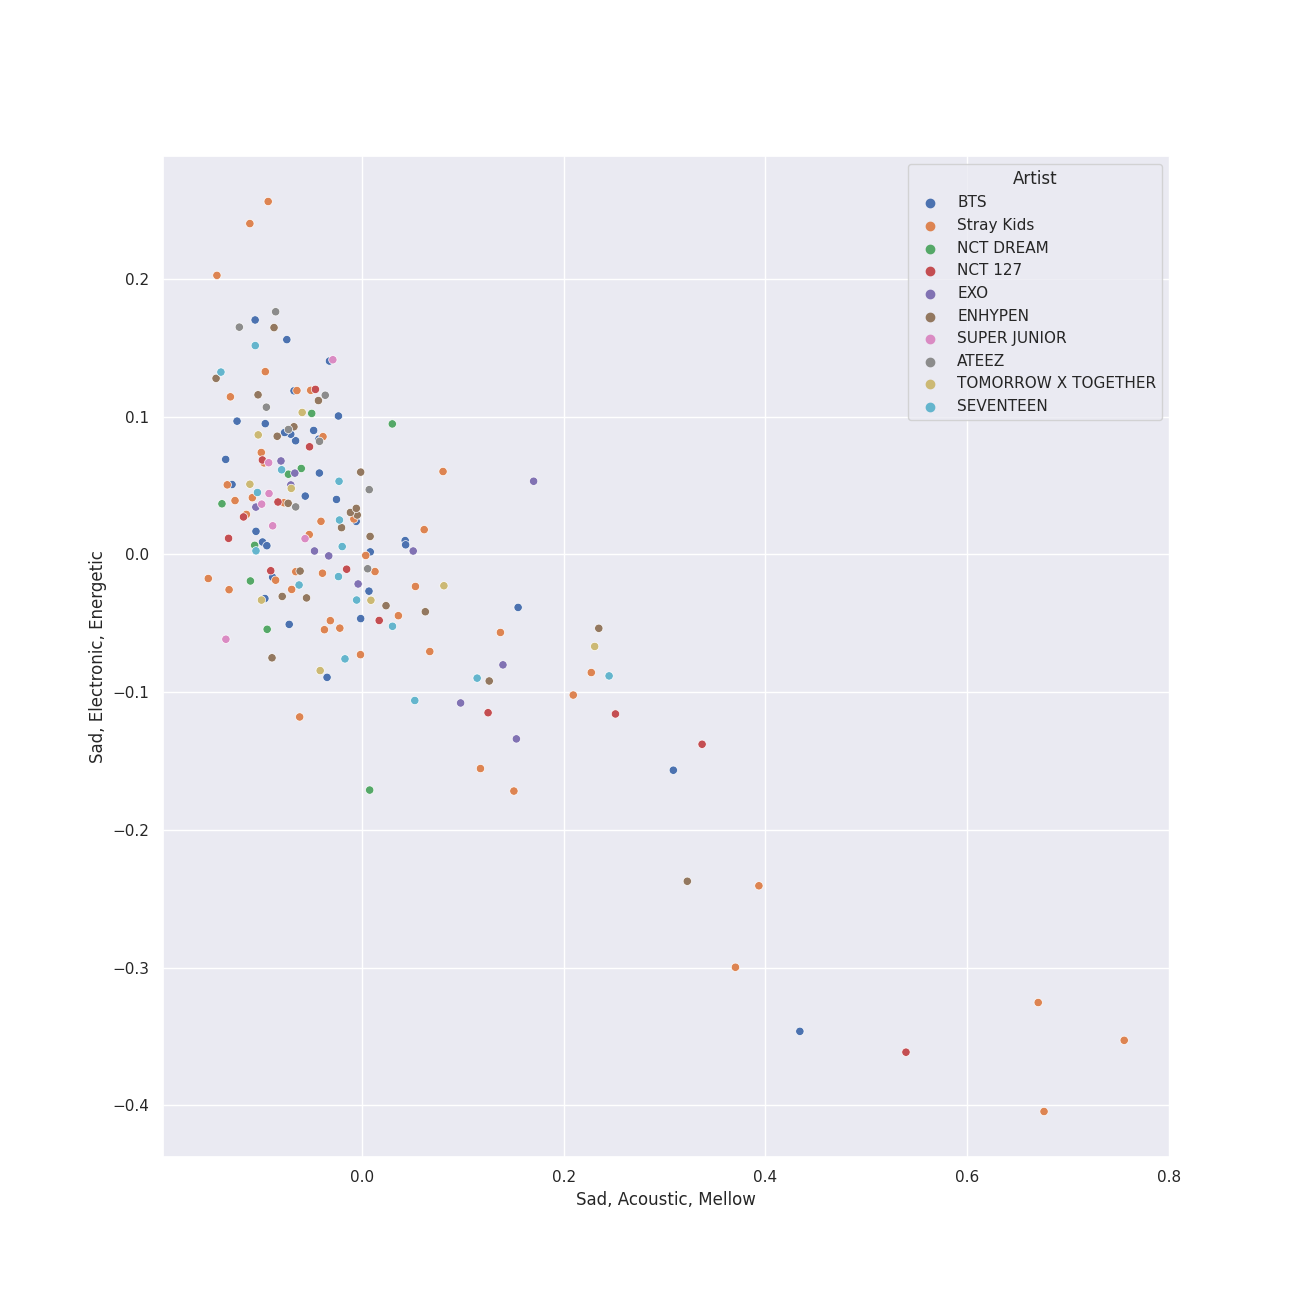 Artist
BTS
Stray Kids
NCT DREAM
NCT 127
EXO
ENHYPEN
SUPER JUNIOR
ATEEZ
TOMORROW X TOGETHER
SEVENTEEN
0.2
0.1
0.0
−0.1
−0.2
−0.3
−0.4
Sad, Electronic, Energetic
0.0 0.2 0.4 0.6 0.8
Sad, Acoustic, Mellow